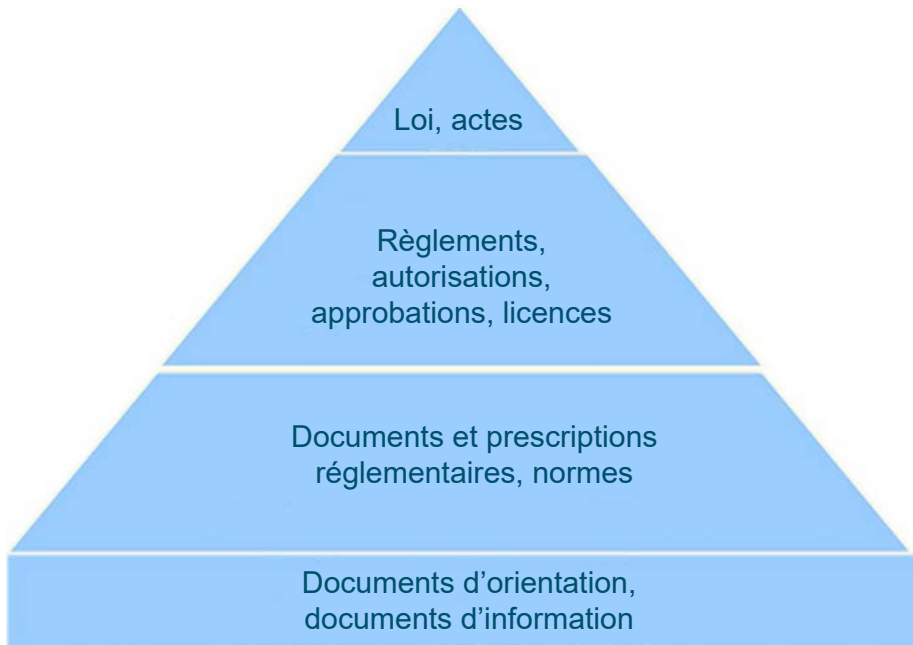 Loi, actes
Règlements,
autorisations,
approbations, licences
Documents et prescriptions
réglementaires, normes
Documents d’orientation,
documents d’information